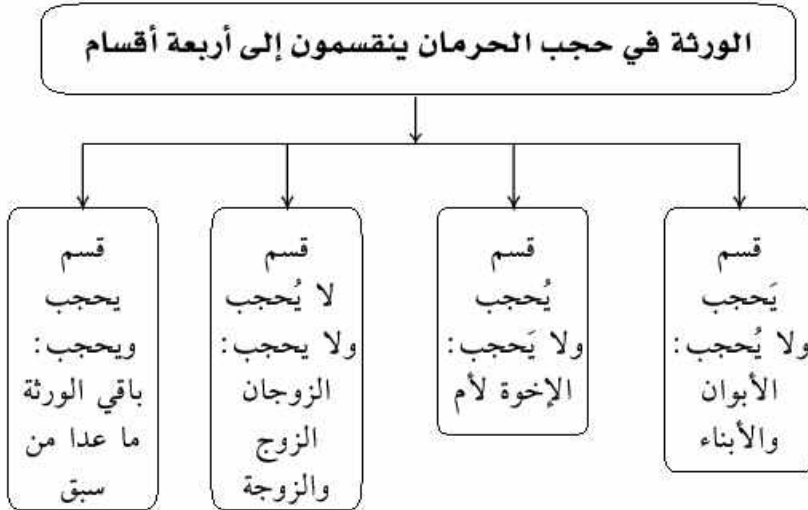 الورثة في حجب الحرمان ينقسمون إلى أربعة أقسام
قسم
يَحجب
ولا يُحجب:
الأبوان
والأبناء
قسم
يُحجب
ولا يَحجب:
الإخوة لأم
قسم
لا يُحجب
ولا يحجب:
الزوجان
الزوج
والزوجة
قسم
يحجب
ويحجب:
باقي الورثة
ما عدا من
سبق